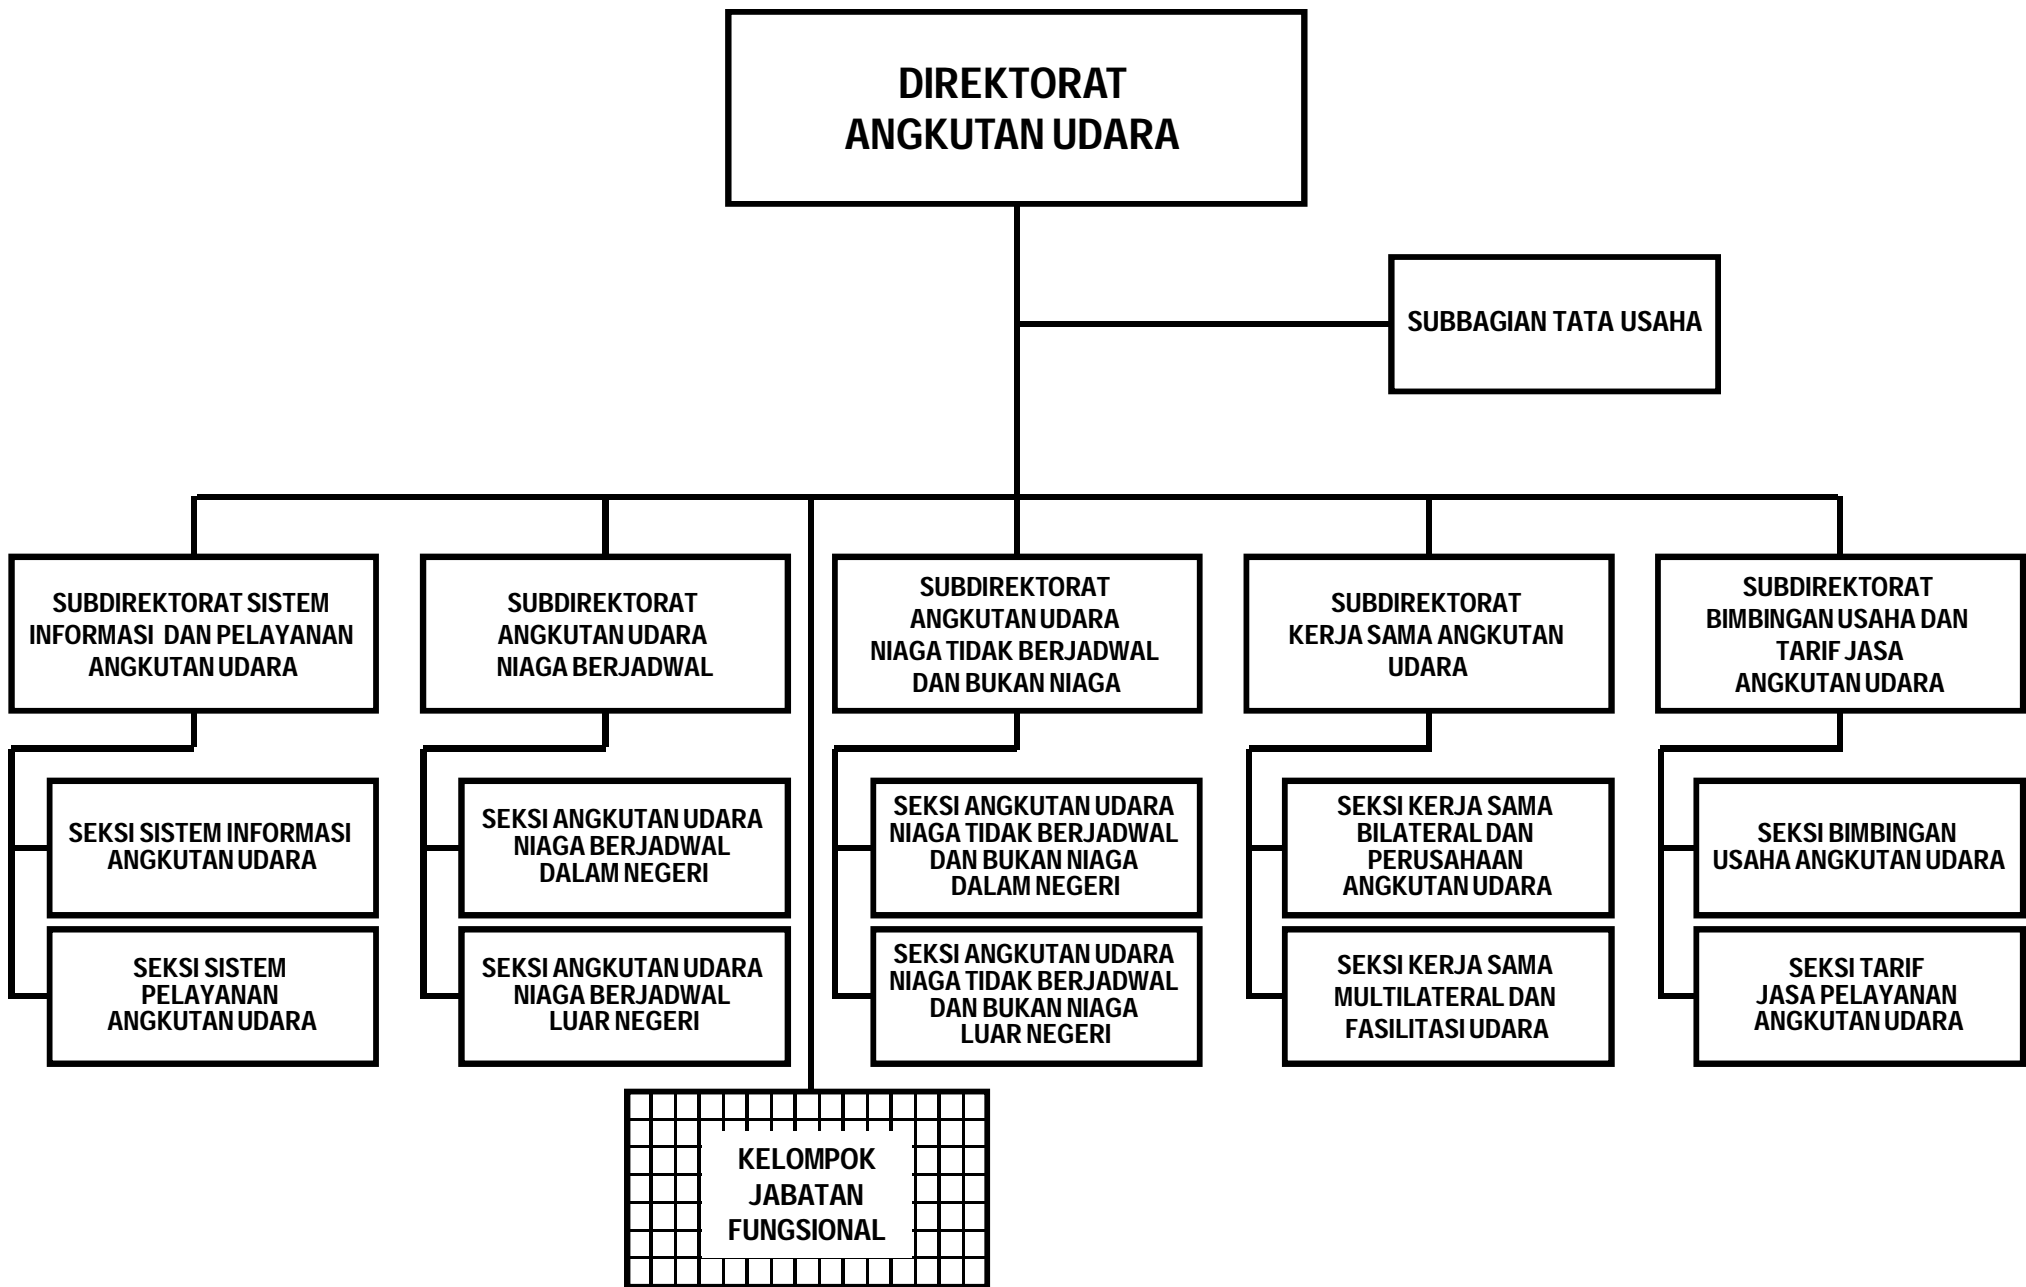 DIREKTORAT
ANGKUTAN UDARA
SUBBAGIAN TATA USAHA
SUBDIREKTORAT SISTEM
INFORMASI DAN PELAYANAN
ANGKUTAN UDARA
SUBDIREKTORAT
ANGKUTAN UDARA
NIAGA BERJADWAL
SUBDIREKTORAT
ANGKUTAN UDARA
NIAGA TIDAK BERJADWAL
DAN BUKAN NIAGA
SUBDIREKTORAT
KERJA SAMA ANGKUTAN
UDARA
SUBDIREKTORAT
BIMBINGAN USAHA DAN
TARIF JASA
ANGKUTAN UDARA
SEKSI SISTEM INFORMASI
ANGKUTAN UDARA
SEKSI ANGKUTAN UDARA
NIAGA BERJADWAL
DALAM NEGERI
SEKSI ANGKUTAN UDARA
NIAGA TIDAK BERJADWAL
DAN BUKAN NIAGA
DALAM NEGERI
SEKSI KERJA SAMA
BILATERAL DAN
PERUSAHAAN
ANGKUTAN UDARA
SEKSI BIMBINGAN
USAHA ANGKUTAN UDARA
SEKSI SISTEM
PELAYANAN
ANGKUTAN UDARA
SEKSI ANGKUTAN UDARA
NIAGA BERJADWAL
LUAR NEGERI
SEKSI ANGKUTAN UDARA
NIAGA TIDAK BERJADWAL
DAN BUKAN NIAGA
LUAR NEGERI
SEKSI KERJA SAMA
MULTILATERAL DAN
FASILITASI UDARA
SEKSI TARIF
JASA PELAYANAN
ANGKUTAN UDARA
KELOMPOK
JABATAN
FUNGSIONAL